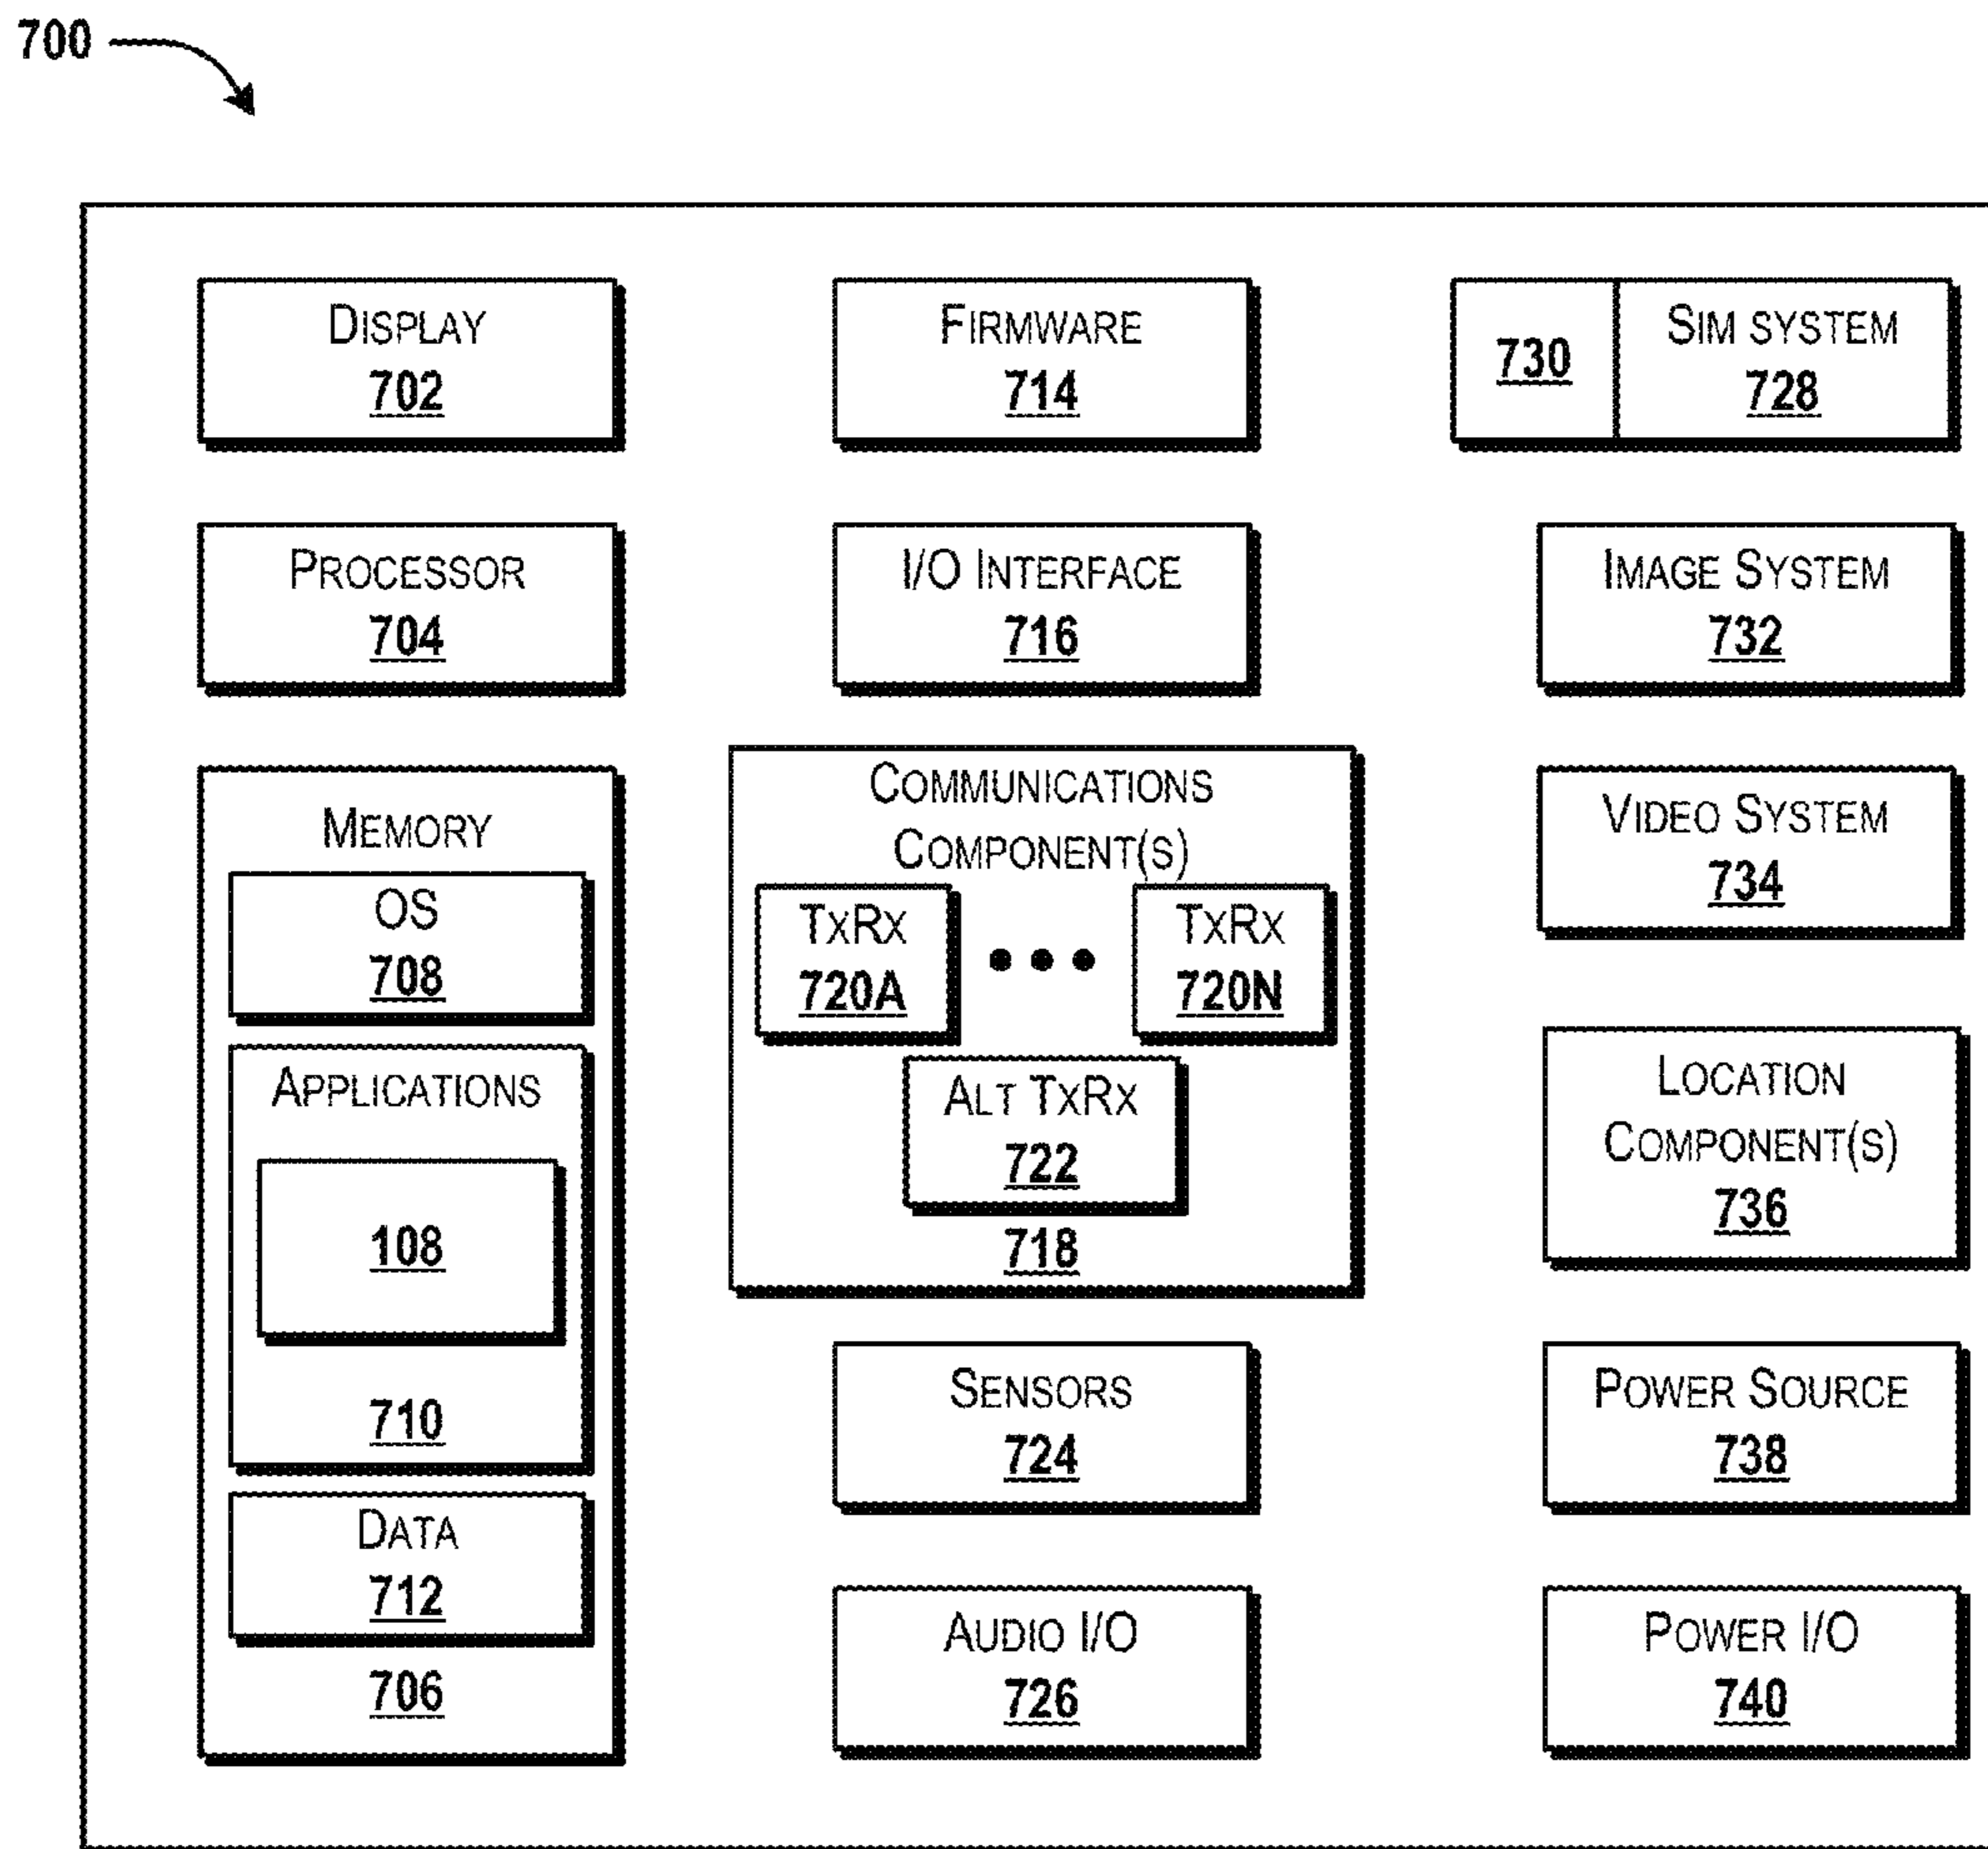 700
DISPLAY
702
PROCESSOR
704
MEMORY
OS
708
APPLICATIONS
108
710
DATA
712
706
FIRMWARE
714
I/O INTERFACE
716
COMMUNICATIONS
COMPONENT(S)
TXRX
720A
TXRX
720N
ALT TXRX
722
718
SENSORS
724
AUDIO I/O
726
730
SIM SYSTEM
728
IMAGE SYSTEM
732
VIDEO SYSTEM
734
LOCATION
COMPONENT(S)
736
POWER SOURCE
738
POWER I/O
740